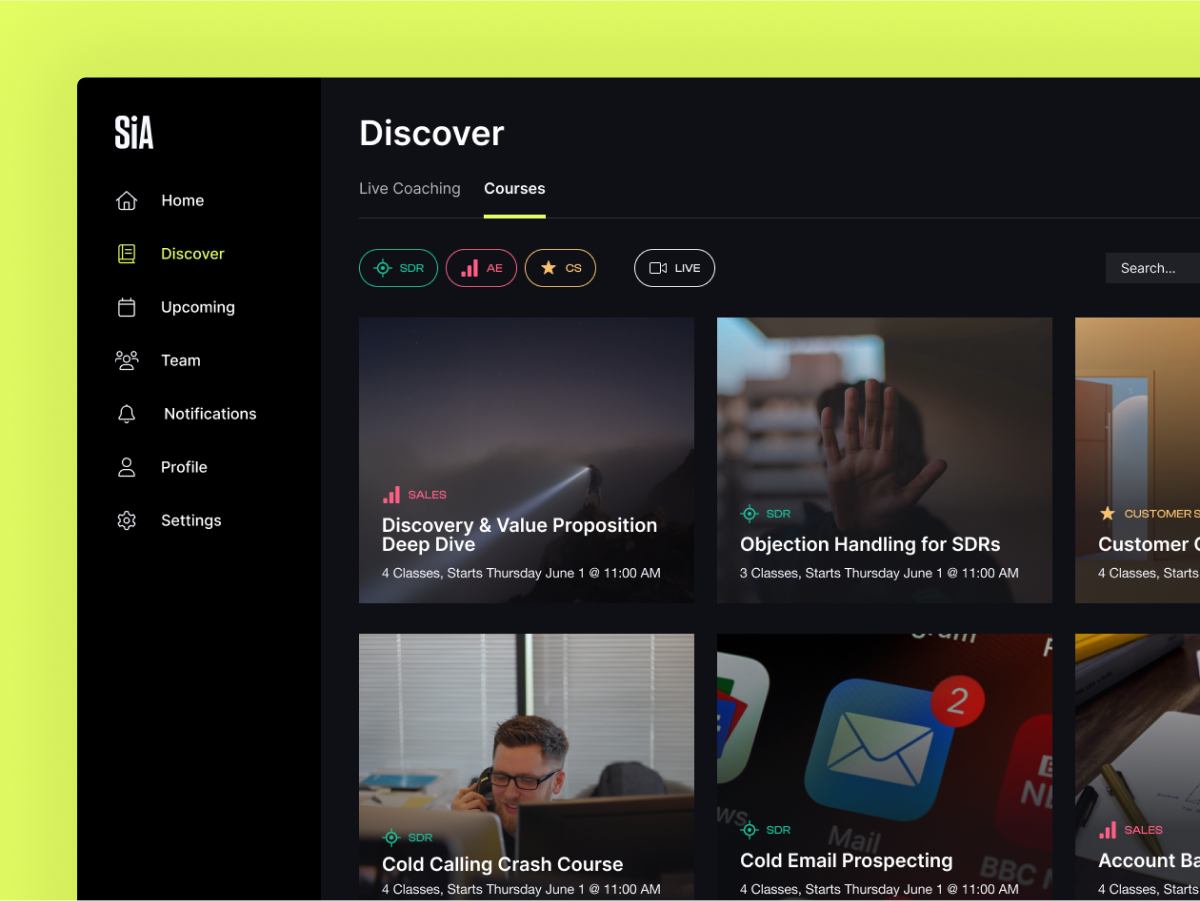 SiA
Home
Discover
Upcoming
Team
Notifications
Profile
Settings
Discover
Live Coaching
Courses
SDR
AE
CS
LIVE
Search...
SALES
Discovery & Value Proposition
Deep Dive
4 Classes, Starts Thursday June 1 @ 11:00 AM
SDR
Objection Handling for SDRs
3 Classes, Starts Thursday June 1 @ 11:00 AM
CUSTOMER S
Customer
4 Classes, Starts
SDR
Cold Calling Crash Course
4 Classes, Starts Thursday June 1 @ 11:00 AM
2
Mail
BBC
SDR
Cold Email Prospecting
4 Classes, Starts Thursday June 1 @ 11:00 AM
SALES
Account Ba
4 Classes, Starts